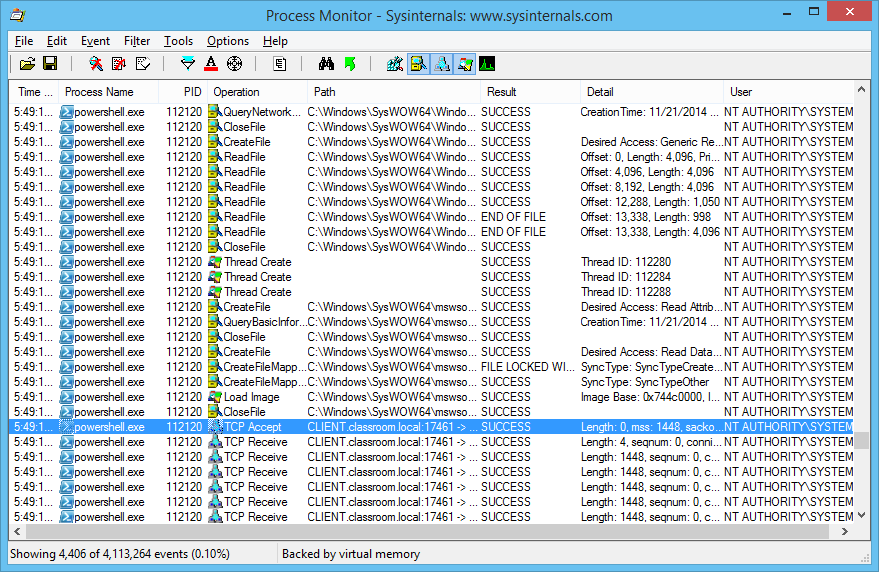 Process Monitor - Sysinternals: www.sysinternals.com
File Edit Event Filter Tools Options Help
Time ... Process Name PID Operation Path Result Detail User
5:49:1... powershell.exe 112120 QueryNetwork... C:\Windows\SysWOW64\Windo... SUCCESS CreationTime: 11/21/2014 ... NT AUTHORITY\SYSTEM
5:49:1... powershell.exe 112120 CloseFile C:\Windows\SysWOW64\Windo... SUCCESS NT AUTHORITY\SYSTEM
5:49:1... powershell.exe 112120 CreateFile C:\Windows\SysWOW64\Windo... SUCCESS Desired Access: Generic Re... NT AUTHORITY\SYSTEM
5:49:1... powershell.exe 112120 ReadFile C:\Windows\SysWOW64\Windo... SUCCESS Offset: 0, Length: 4,096, Pri... NT AUTHORITY\SYSTEM
5:49:1... powershell.exe 112120 ReadFile C:\Windows\SysWOW64\Windo... SUCCESS Offset: 4,096, Length: 4,096 NT AUTHORITY\SYSTEM
5:49:1... powershell.exe 112120 ReadFile C:\Windows\SysWOW64\Windo... SUCCESS Offset: 8,192, Length: 4,096 NT AUTHORITY\SYSTEM
5:49:1... powershell.exe 112120 ReadFile C:\Windows\SysWOW64\Windo... SUCCESS Offset: 12,288, Length: 1,050 NT AUTHORITY\SYSTEM
5:49:1... powershell.exe 112120 ReadFile C:\Windows\SysWOW64\Windo... END OF FILE Offset: 13,338, Length: 998 NT AUTHORITY\SYSTEM
5:49:1... powershell.exe 112120 ReadFile C:\Windows\SysWOW64\Windo... END OF FILE Offset: 13,338, Length: 4,096 NT AUTHORITY\SYSTEM
5:49:1... powershell.exe 112120 CloseFile C:\Windows\SysWOW64\Windo... SUCCESS NT AUTHORITY\SYSTEM
5:49:1... powershell.exe 112120 Thread Create SUCCESS Thread ID: 112280 NT AUTHORITY\SYSTEM
5:49:1... powershell.exe 112120 Thread Create SUCCESS Thread ID: 112284 NT AUTHORITY\SYSTEM
5:49:1... powershell.exe 112120 Thread Create SUCCESS Thread ID: 112288 NT AUTHORITY\SYSTEM
5:49:1... powershell.exe 112120 CreateFile C:\Windows\SysWOW64\mswso... SUCCESS Desired Access: Read Attrib... NT AUTHORITY\SYSTEM
5:49:1... powershell.exe 112120 QueryBasicInfor... C:\Windows\SysWOW64\mswso... SUCCESS CreationTime: 11/21/2014 ... NT AUTHORITY\SYSTEM
5:49:1... powershell.exe 112120 CloseFile C:\Windows\SysWOW64\mswso... SUCCESS NT AUTHORITY\SYSTEM
5:49:1... powershell.exe 112120 CreateFile C:\Windows\SysWOW64\mswso... SUCCESS Desired Access: Read Data... NT AUTHORITY\SYSTEM
5:49:1... powershell.exe 112120 CreateFileMapp... C:\Windows\SysWOW64\mswso... FILE LOCKED WI... SyncType: SyncTypeCreate... NT AUTHORITY\SYSTEM
5:49:1... powershell.exe 112120 CreateFileMapp... C:\Windows\SysWOW64\mswso... SUCCESS SyncType: SyncTypeOther NT AUTHORITY\SYSTEM
5:49:1... powershell.exe 112120 Load Image C:\Windows\SysWOW64\mswso... SUCCESS Image Base: 0x744c0000, I... NT AUTHORITY\SYSTEM
5:49:1... powershell.exe 112120 CloseFile C:\Windows\SysWOW64\mswso... SUCCESS NT AUTHORITY\SYSTEM
5:49:1... powershell.exe 112120 TCP Accept CLIENT.classroom.local:17461 -> ... SUCCESS Length: 0, mss: 1448, sacko... NT AUTHORITY\SYSTEM
5:49:1... powershell.exe 112120 TCP Receive CLIENT.classroom.local:17461 -> ... SUCCESS Length: 4, seqnum: 0, conni... NT AUTHORITY\SYSTEM
5:49:1... powershell.exe 112120 TCP Receive CLIENT.classroom.local:17461 -> ... SUCCESS Length: 1448, seqnum: 0, c... NT AUTHORITY\SYSTEM
5:49:1... powershell.exe 112120 TCP Receive CLIENT.classroom.local:17461 -> ... SUCCESS Length: 1448, seqnum: 0, c... NT AUTHORITY\SYSTEM
5:49:1... powershell.exe 112120 TCP Receive CLIENT.classroom.local:17461 -> ... SUCCESS Length: 1448, seqnum: 0, c... NT AUTHORITY\SYSTEM
5:49:1... powershell.exe 112120 TCP Receive CLIENT.classroom.local:17461 -> ... SUCCESS Length: 1448, seqnum: 0, c... NT AUTHORITY\SYSTEM
5:49:1... powershell.exe 112120 TCP Receive CLIENT.classroom.local:17461 -> ... SUCCESS Length: 1448, seqnum: 0, c... NT AUTHORITY\SYSTEM
Showing 4,406 of 4,113,264 events (0.10%) Backed by virtual memory